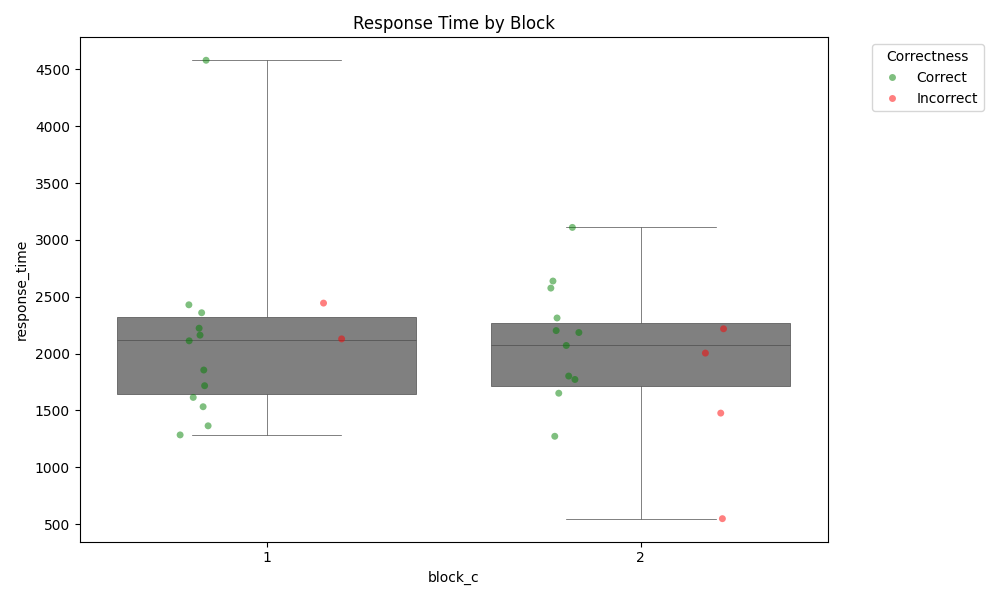 Response Time by Block
Correctness
Correct
Incorrect
response_time
4500
4000
3500
3000
2500
2000
1500
1000
500
1
2
block_c